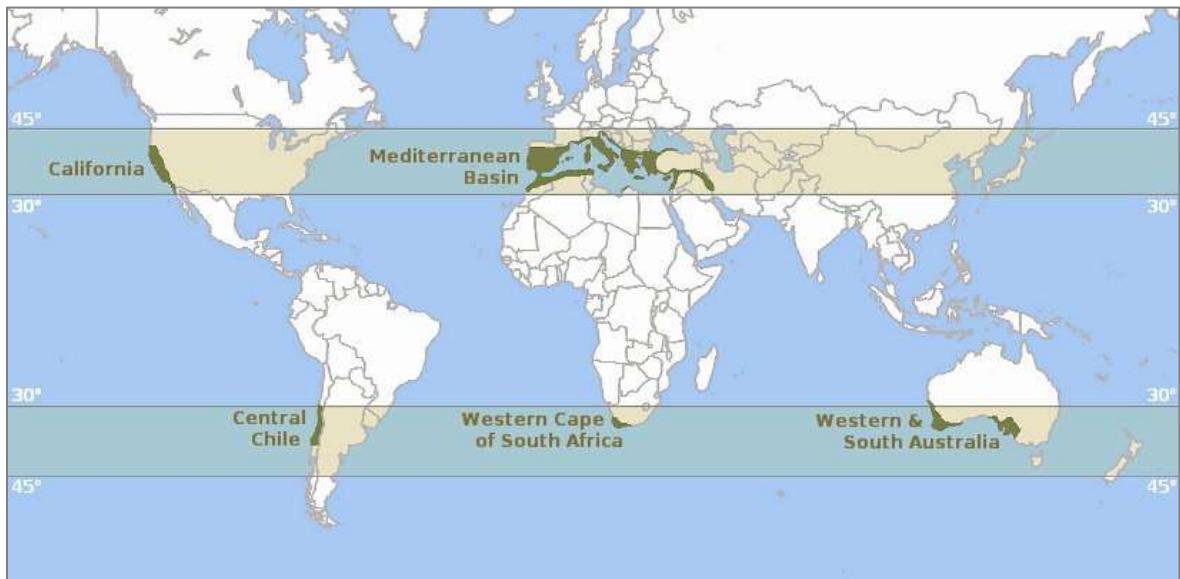 45°
45°
California
Mediterranean
Basin
30°
30°
30°
30°
Central
Chile
Western Cape
of South Africa
Western &
South Australia
45°
45°